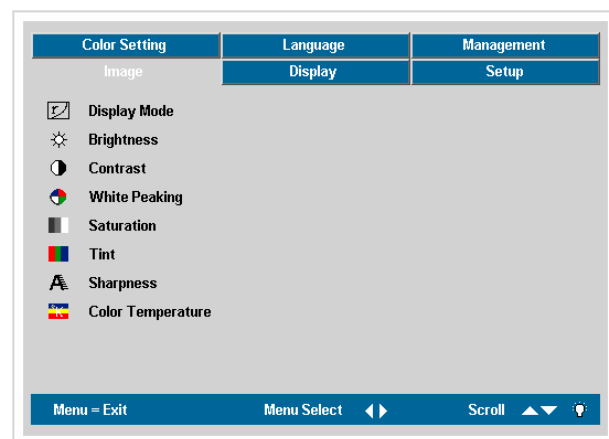 Color Setting Language Management
Image Display Setup
Display Mode
Brightness
Contrast
White Peaking
Saturation
Tint
Sharpness
Color Temperature
Menu = Exit Menu Select Scroll